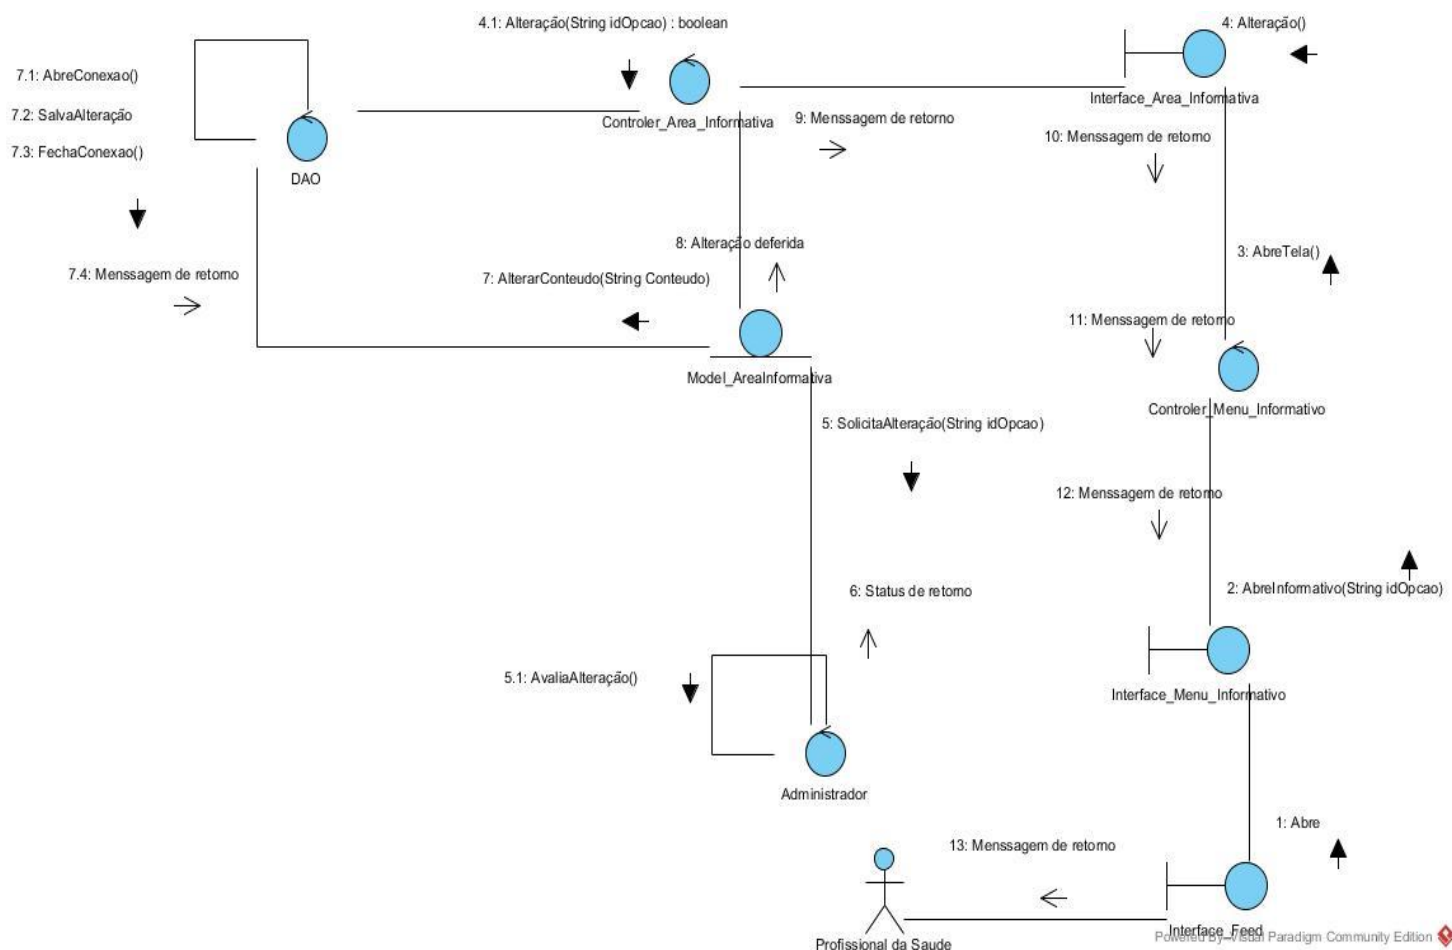 4.1: Alteração(String idOpcao) : boolean
4: Alteração()
7.1: AbreConexao()
Interface_Area_Informativa
7.2: SalvaAlteração
Controler_Area_Informativa
9: Menssagem de retorno
10: Menssagem de retorno
7.3: FechaConexao()
DAO
8: Alteração deferida
3: AbreTela()
7.4: Menssagem de retorno
7: AlterarConteudo(String Conteudo)
11: Menssagem de retorno
Model_AreaInformativa
Controler_Menu_Informativo
5: SolicitaAlteração(String idOpcao)
12: Menssagem de retorno
6: Status de retorno
2: AbreInformativo(String idOpcao)
5.1: AvaliaAlteração()
Interface_Menu_Informativo
Administrador
1: Abre
13: Menssagem de retorno
Interface_Feed
Powered By Visual Paradigm Community Edition
Profissional da Saude